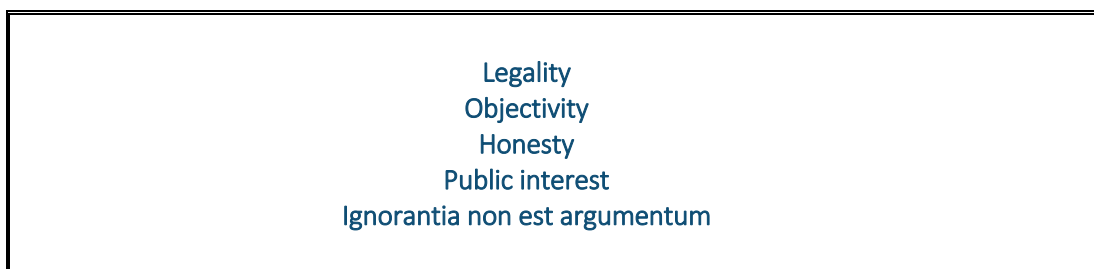 Legality
Objectivity
Honesty
Public interest
Ignorantia non est argumentum